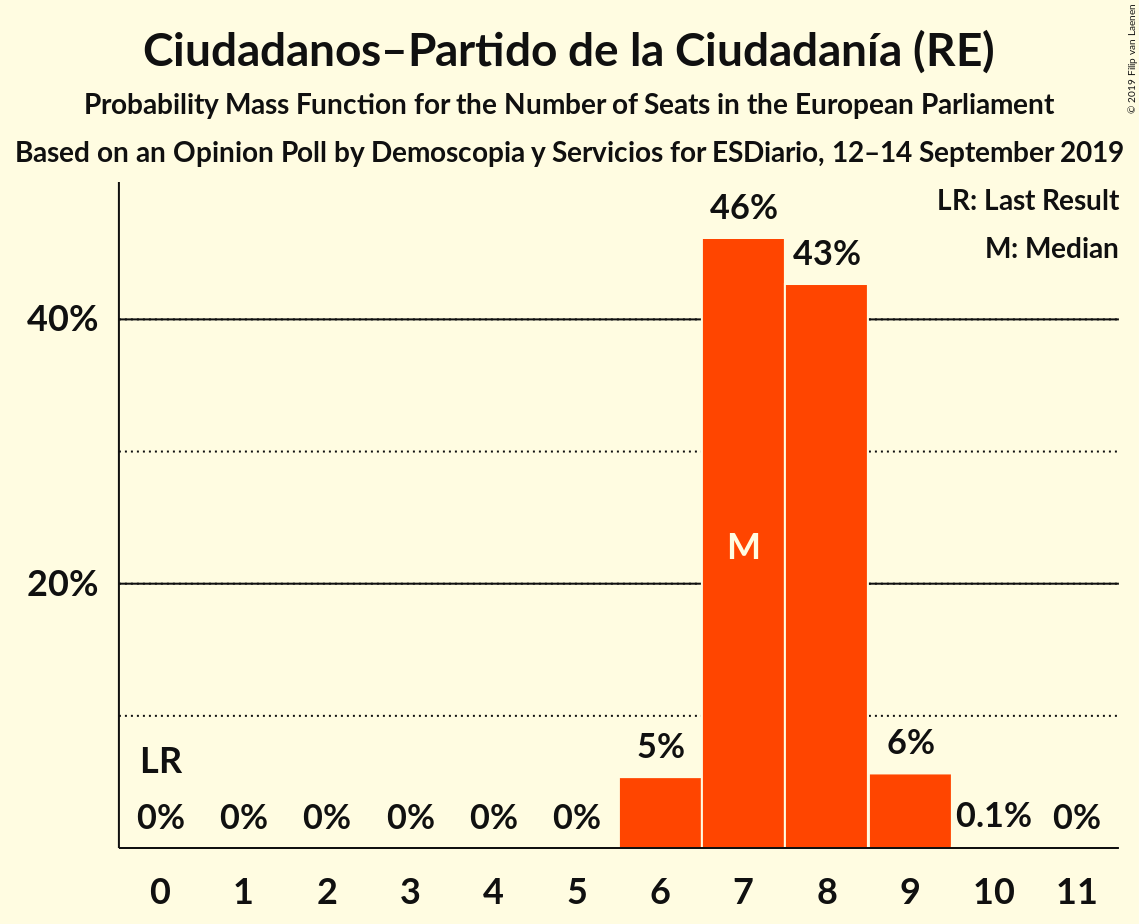 Ciudadanos–Partido de la Ciudadanía (RE)
Probability Mass Function for the Number of Seats in the European Parliament
Based on an Opinion Poll by Demoscopia y Servicios for ESDiario, 12–14 September 2019
© 2019 Filip van Laenen
LR: Last Result
M: Median
46%
43%
40%
M
20%
LR
5%
6%
0% 0% 0% 0% 0% 0% 0.1% 0%
0 1 2 3 4 5 6 7 8 9 10 11